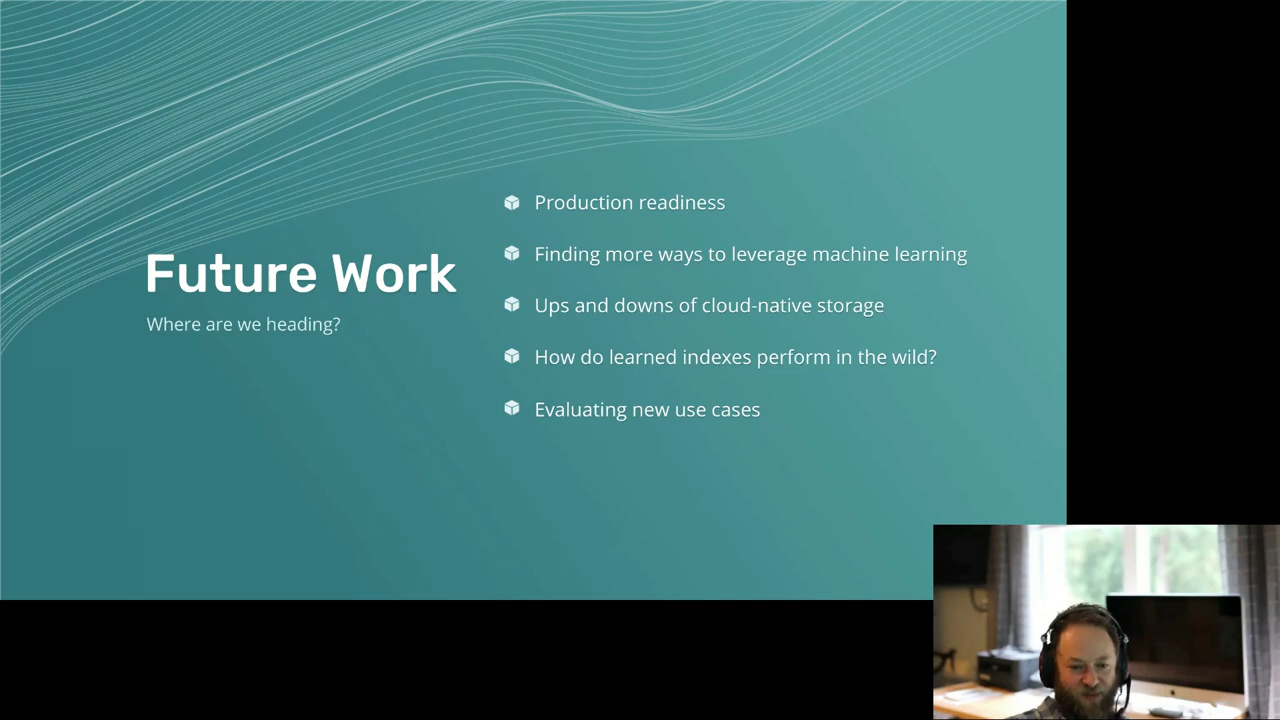 Future Work
Where are we heading?
Production readiness
Finding more ways to leverage machine learning
Ups and downs of cloud-native storage
How do learned indexes perform in the wild?
Evaluating new use cases